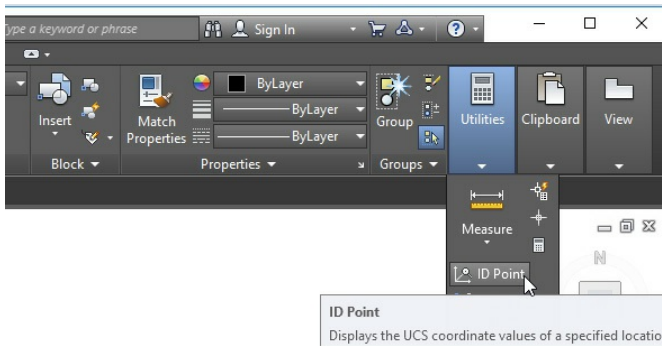 Type a keyword or phrase
Sign In
?
ByLayer
Insert
Match
Properties
ByLayer
ByLayer
Group
Utilities
Clipboard
View
Block
Properties
Groups
Measure
N
ID Point
ID Point
Displays the UCS coordinate values of a specified locatio